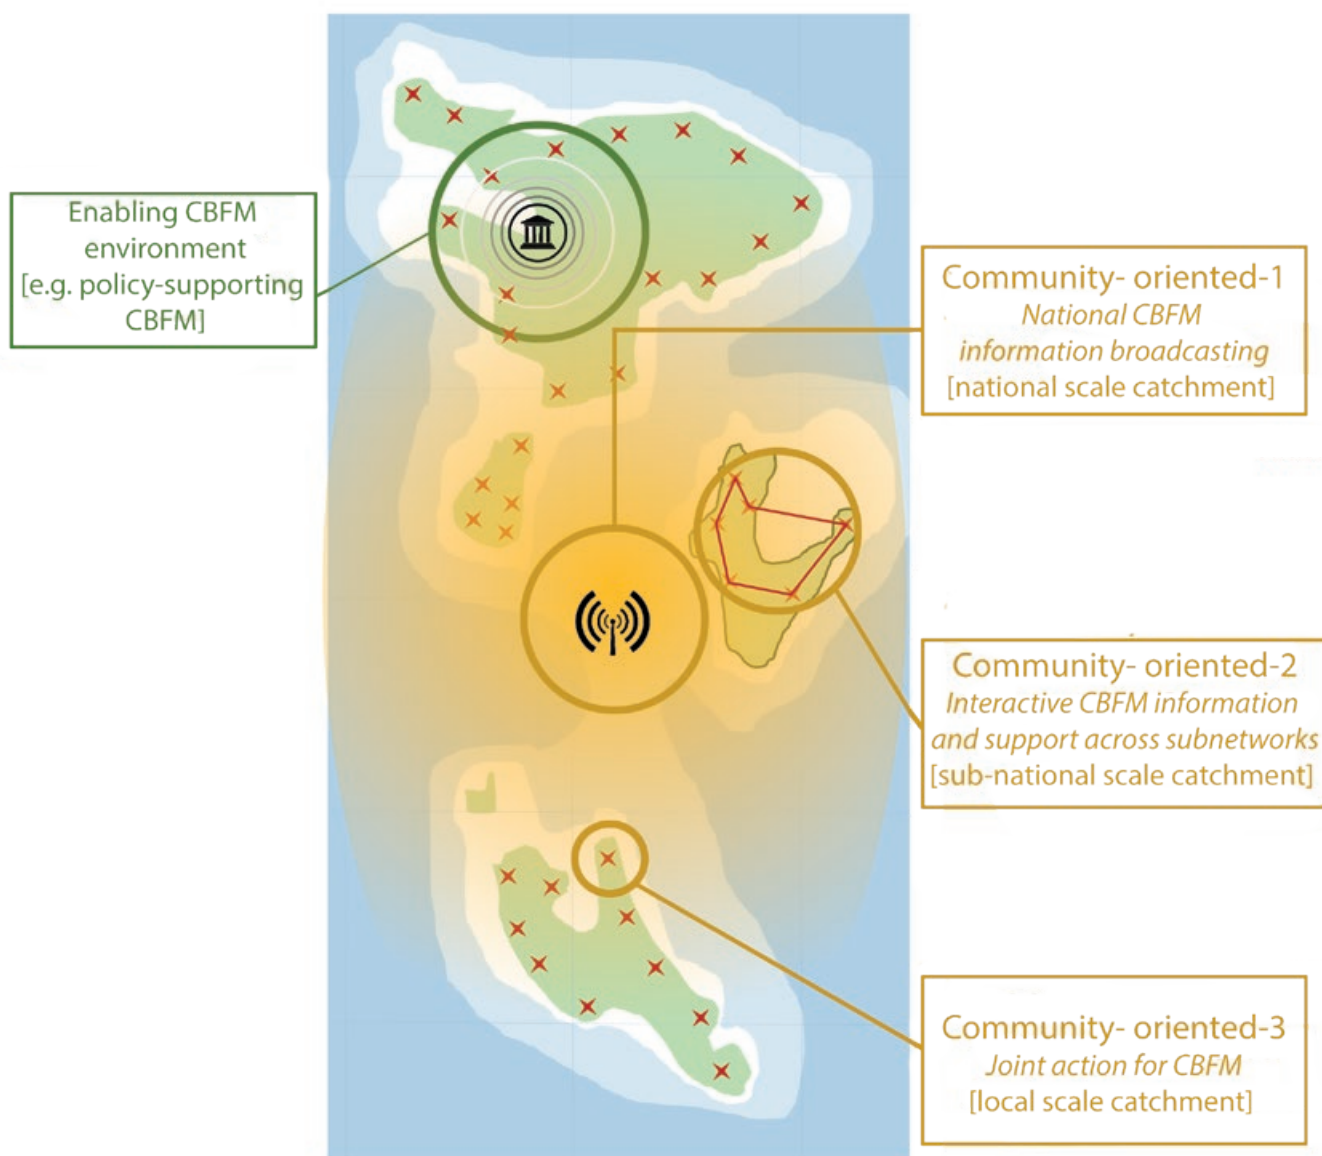 Enabling CBFM
environment
[e.g. policy-supporting
CBFM]
Community- oriented-1
National CBFM
information broadcasting
[national scale catchment]
Community- oriented-2
Interactive CBFM information
and support across subnetworks
[sub-national scale catchment]
Community- oriented-3
Joint action for CBFM
[local scale catchment]